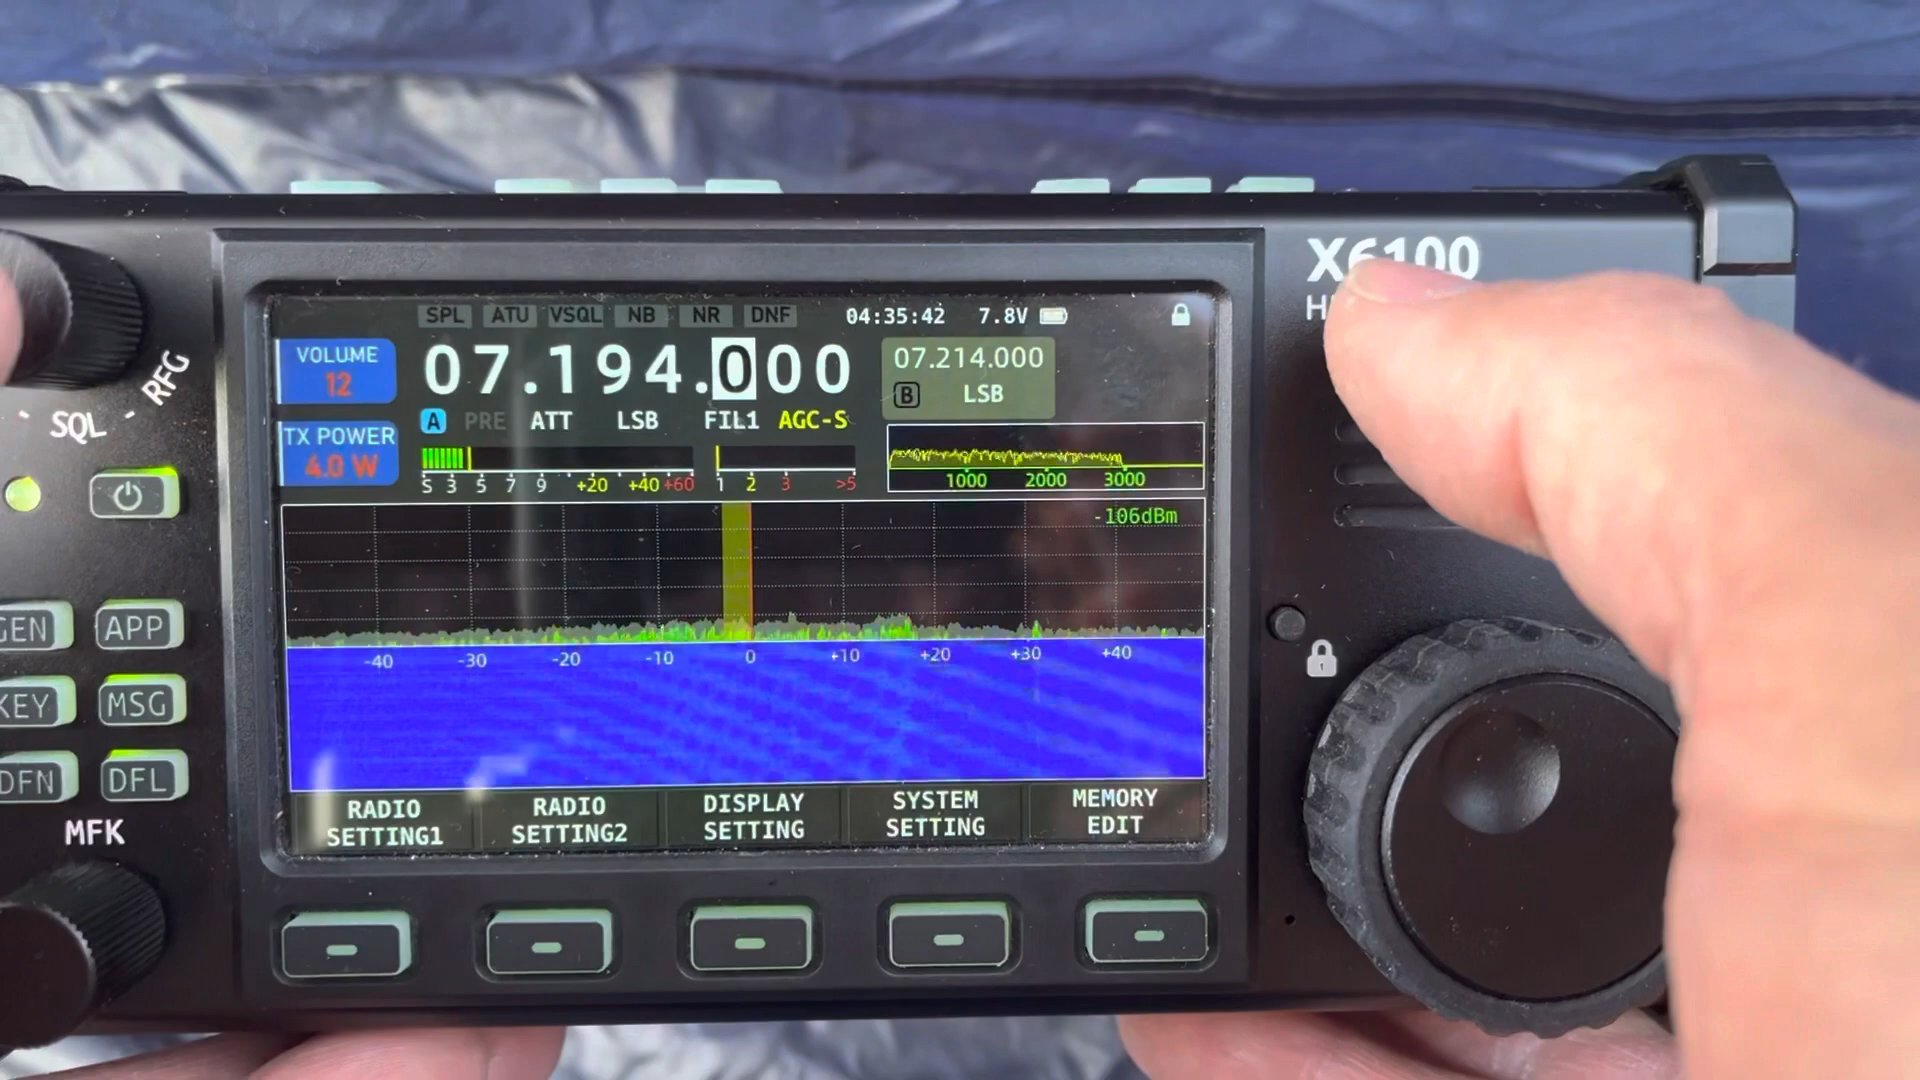 X6100
SPL ATU VSQL NB NR DNF 04:35:42 7.8V
VOLUME
12
07.194.000
07.214.000
B LSB
A PRE ATT LSB FIL1 AGC-S
TX POWER
4.0 W
S 3 5 7 9 +20 +40 +60 1 2 3 >5
1000 2000 3000
-106dBm
-40 -30 -20 -10 0 +10 +20 +30 +40
RADIO
SETTING1
RADIO
SETTING2
DISPLAY
SETTING
SYSTEM
SETTING
MEMORY
EDIT
RFG
SQL
GEN APP
KEY MSG
DFN DFL
MFK